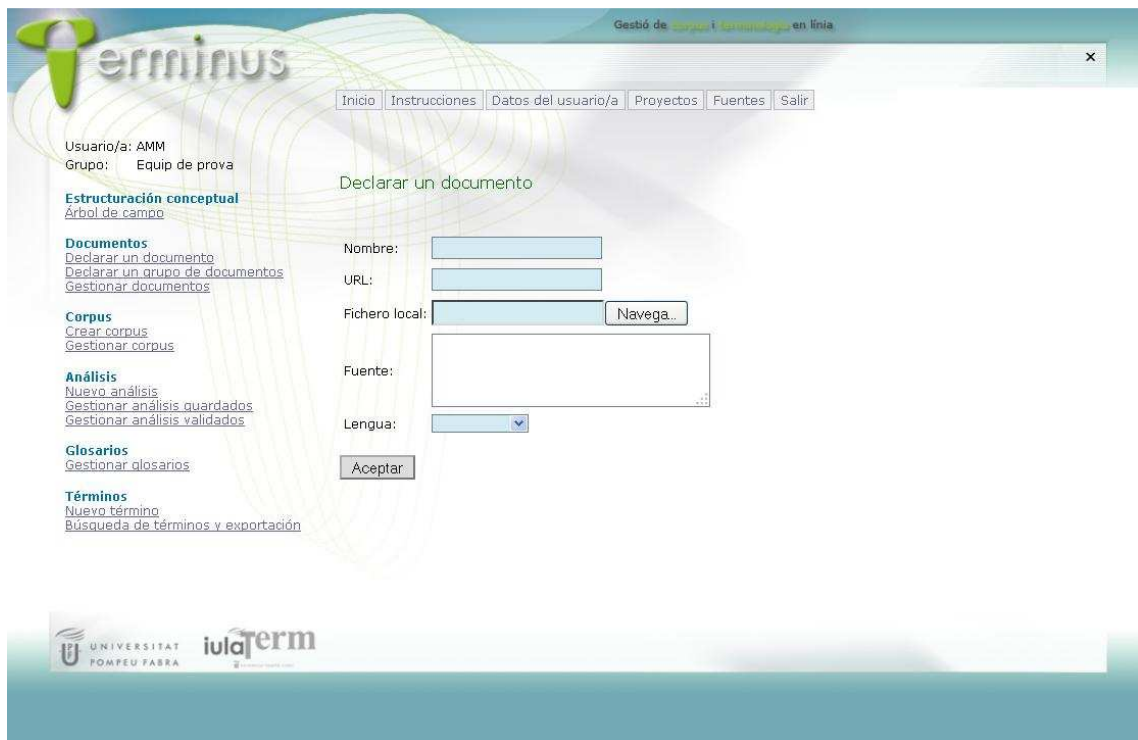 Gestió de corpus i terminologia en línia
Terminus
×
Inicio Instrucciones Datos del usuario/a Proyectos Fuentes Salir
Usuario/a: AMM
Grupo: Equip de prova
Estructuración conceptual
Árbol de campo
Documentos
Declarar un documento
Declarar un grupo de documentos
Gestionar documentos
Corpus
Crear corpus
Gestionar corpus
Análisis
Nuevo análisis
Gestionar análisis guardados
Gestionar análisis validados
Glosarios
Gestionar glosarios
Términos
Nuevo término
Búsqueda de términos y exportación
Declarar un documento
Nombre:
URL:
Fichero local: Navega...
Fuente:
Lengua:
Aceptar
UNIVERSITAT
POMPEU FABRA
iulaTerm